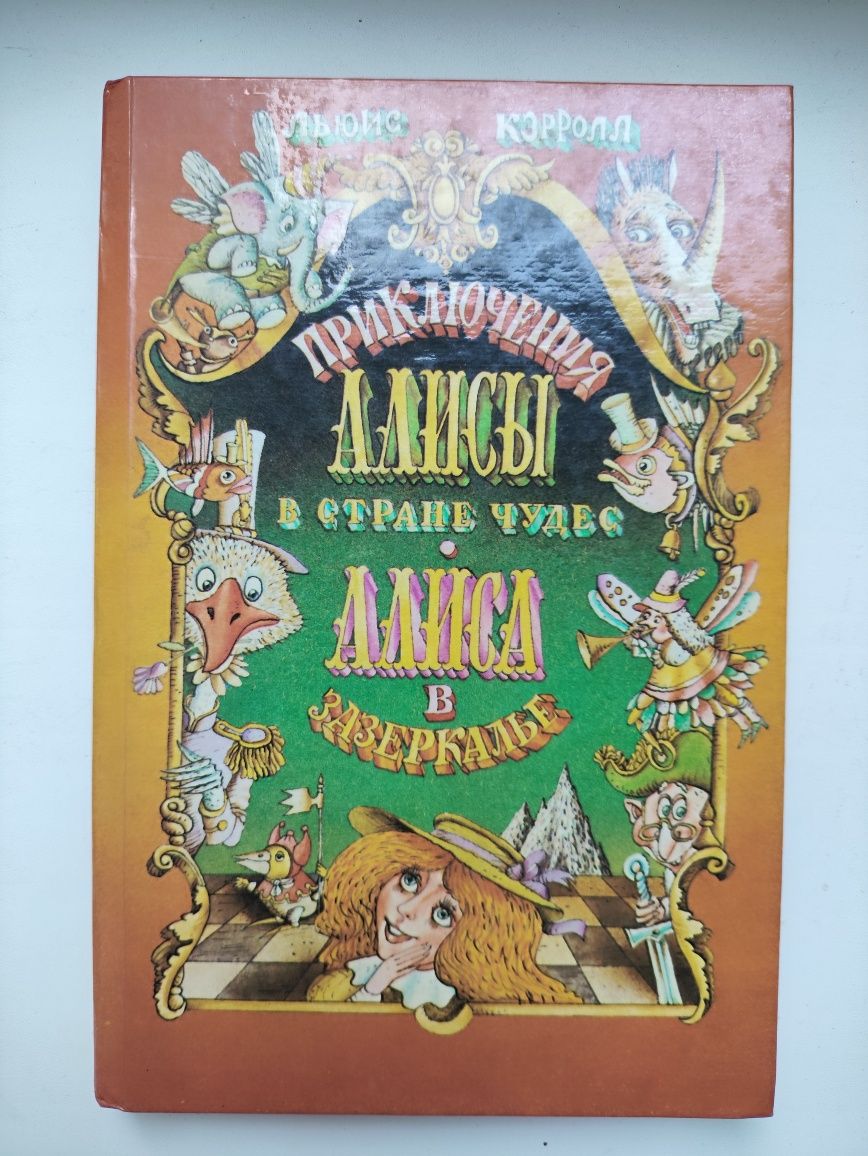 ЛЬЮИС КЭРРОЛЛ
ПРИКЛЮЧЕНИЯ
АЛИСЫ
В СТРАНЕ ЧУДЕС
•
АЛИСА
В
ЗАЗЕРКАЛЬЕ